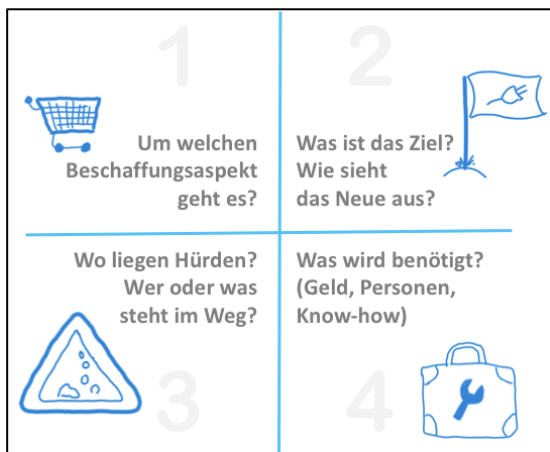 1
Um welchen
Beschaffungsaspekt
geht es?
2
Was ist das Ziel?
Wie sieht
das Neue aus?
Wo liegen Hürden?
Wer oder was
steht im Weg?
3
Was wird benötigt?
(Geld, Personen,
Know-how)
4